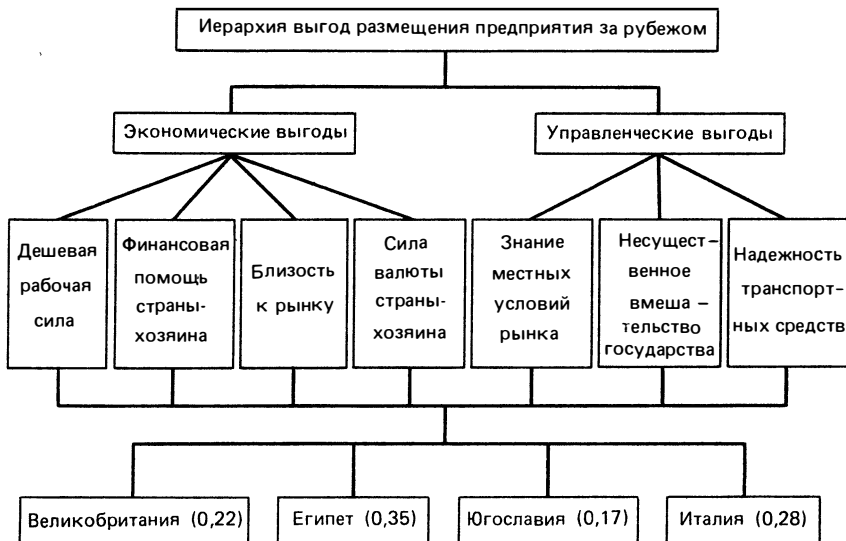 Иерархия выгод размещения предприятия за рубежом
Экономические выгоды
Управленческие выгоды
Дешевая
рабочая
сила
Финансовая
помощь
страны-
хозяина
Близость
к рынку
Сила
валюты
страны-
хозяина
Знание
местных
условий
рынка
Несущест-
венное
вмеша -
тельство
государства
Надежность
транспорт-
ных средств
Великобритания (0,22)
Египет (0,35)
Югославия (0,17)
Италия (0,28)